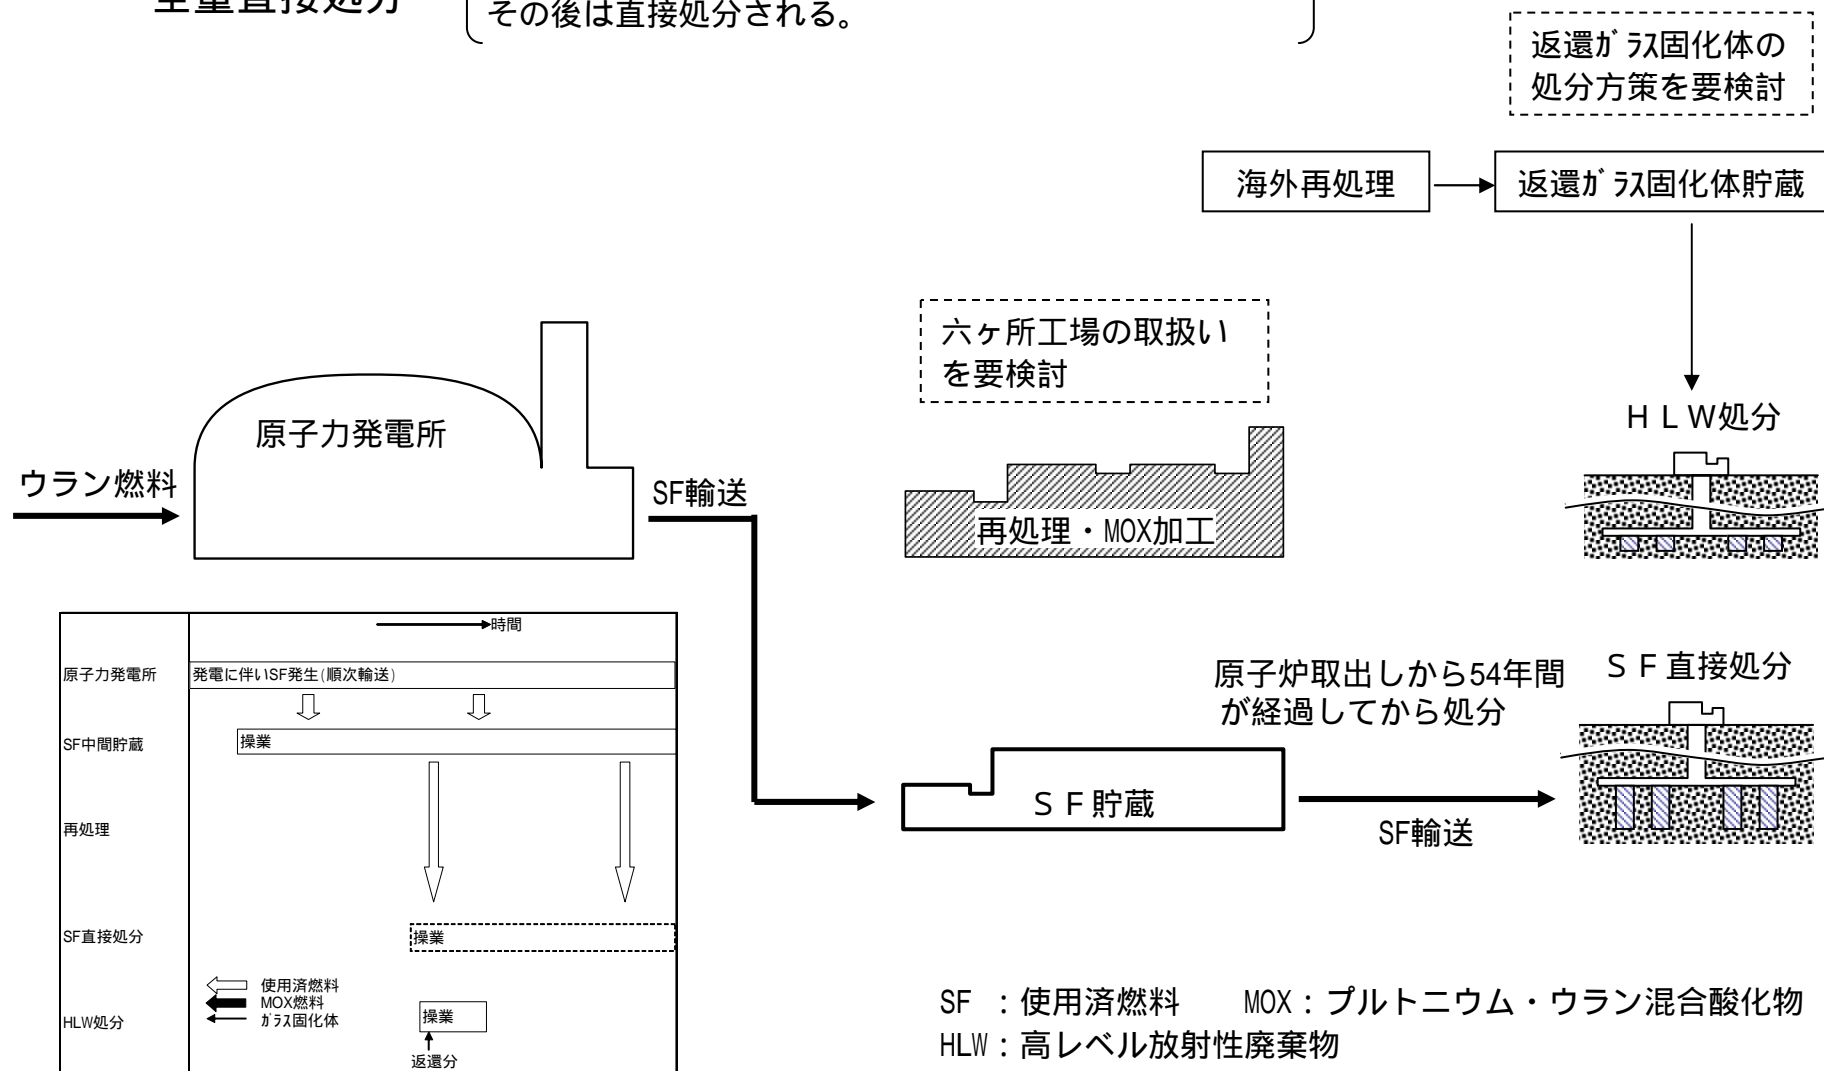 全量直接処分
その後は直接処分される。
返還ｶﾞﾗｽ固化体の
処分方策を要検討
海外再処理
返還ｶﾞﾗｽ固化体貯蔵
六ヶ所工場の取扱い
を要検討
HLW処分
原子力発電所
ウラン燃料
SF輸送
再処理・MOX加工
時間
原子力発電所
発電に伴いSF発生(順次輸送)
SF中間貯蔵
操業
再処理
SF直接処分
操業
使用済燃料
MOX燃料
ｶﾞﾗｽ固化体
HLW処分
操業
返還分
原子炉取出しから54年間
が経過してから処分
SF直接処分
SF貯蔵
SF輸送
SF ：使用済燃料 MOX：プルトニウム・ウラン混合酸化物
HLW：高レベル放射性廃棄物